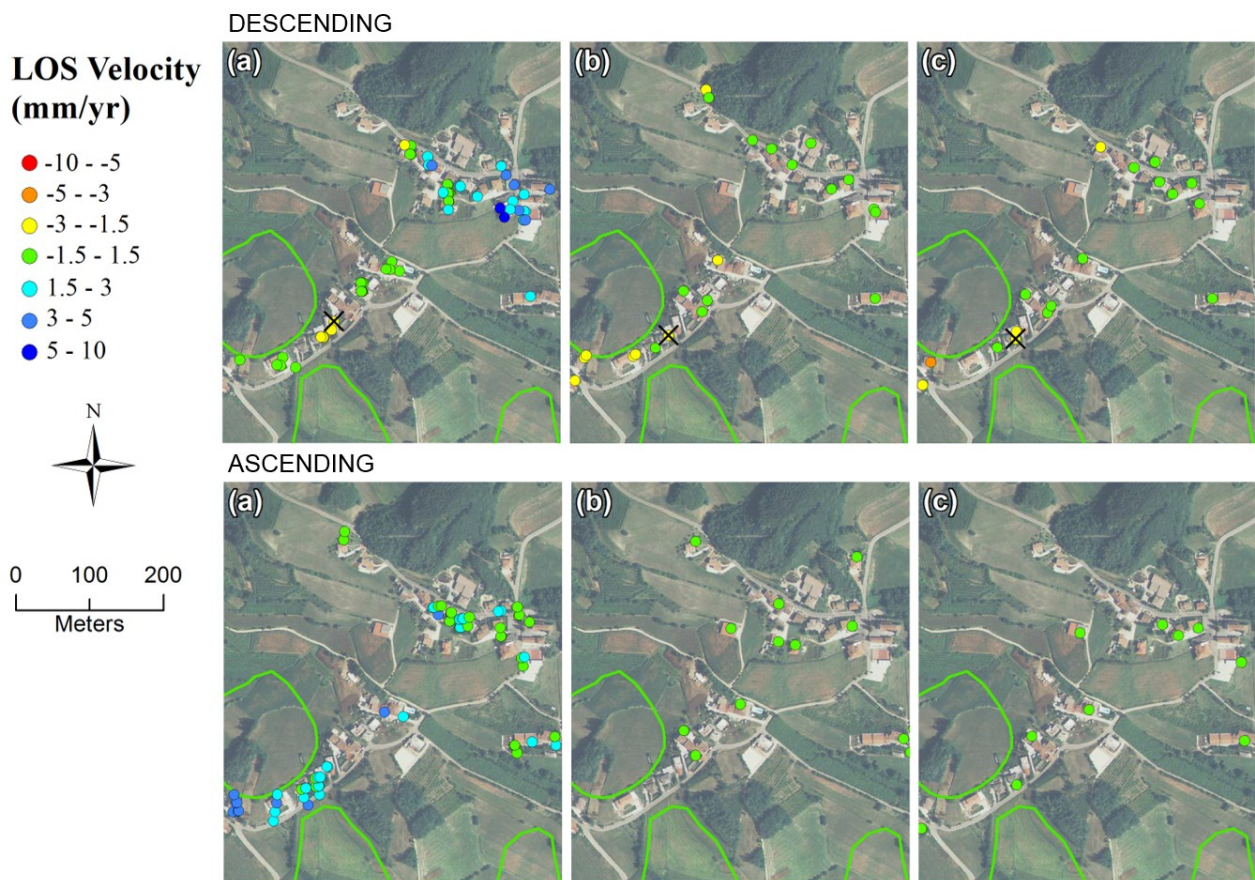 DESCENDING
LOS Velocity
(mm/yr)
-10 - -5
-5 - -3
-3 - -1.5
-1.5 - 1.5
1.5 - 3
3 - 5
5 - 10
N
0 100 200
Meters
(a) (b) (c)
ASCENDING
(a) (b) (c)